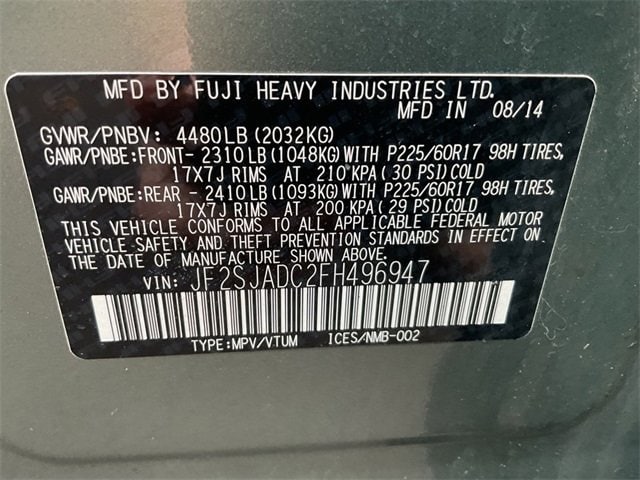 MFD BY FUJI HEAVY INDUSTRIES LTD.
MFD IN 08/14
GVWR/PNBV: 4480LB (2032KG)
GAWR/PNBE:FRONT- 2310LB (1048KG) WITH P225/60R17 98H TIRES,
17X7J RIMS AT 210KPA (30 PSI) COLD
GAWR/PNBE:REAR - 2410LB (1093KG) WITH P225/60R17 98H TIRES,
17X7J RIMS AT 200KPA (29 PSI) COLD
THIS VEHICLE CONFORMS TO ALL APPLICABLE FEDERAL MOTOR
VEHICLE SAFETY AND THEFT PREVENTION STANDARDS IN EFFECT ON
THE DATE OF MANUFACTURE SHOWN ABOVE.
VIN: JF2SJADC2FH496947
TYPE:MPV/VTUM ICES/NMB-002